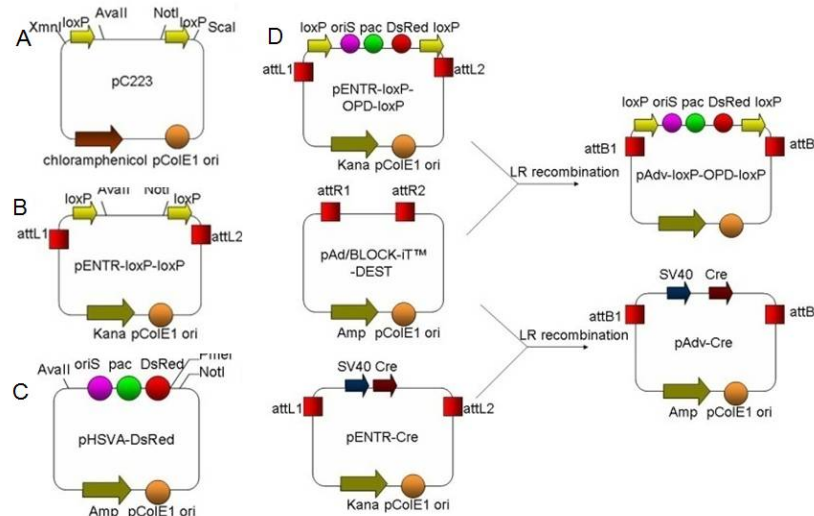 A
XmnI loxP AvaII NotI loxP ScaI
pC223
chloramphenicol pColE1 ori
B
loxP AvaII NotI loxP
attL1 attL2
pENTR-loxP-loxP
Kana pColE1 ori
C
AvaII oriS pac DsRed PmeI
NotI
pHSVA-DsRed
Amp pColE1 ori
D
loxP oriS pac DsRed loxP
attL1 attL2
pENTR-loxP-
OPD-loxP
Kana pColE1 ori
attR1 attR2
pAd/BLOCK-iT™
-DEST
Amp pColE1 ori
SV40 Cre
attL1 attL2
pENTR-Cre
Kana pColE1 ori
LR recombination
loxP oriS pac DsRed loxP
attB1 attB
pAdv-loxP-OPD-loxP
LR recombination
SV40 Cre
attB1 attB
pAdv-Cre
Amp pColE1 ori